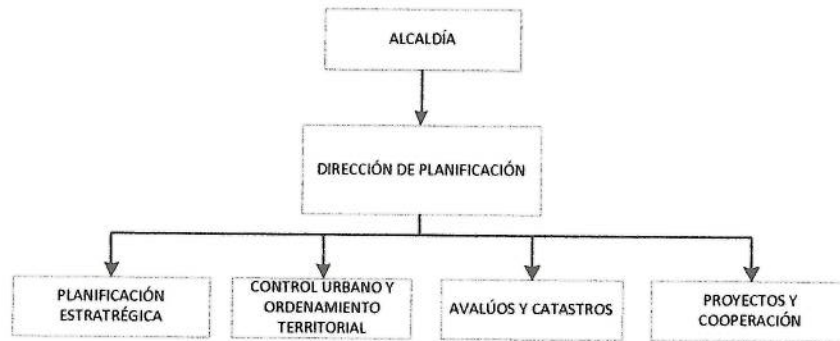 ALCALDÍA
DIRECCIÓN DE PLANIFICACIÓN
PLANIFICACIÓN
ESTRATRÉGICA
CONTROL URBANO Y
ORDENAMIENTO
TERRITORIAL
AVALÚOS Y CATASTROS
PROYECTOS Y
COOPERACIÓN